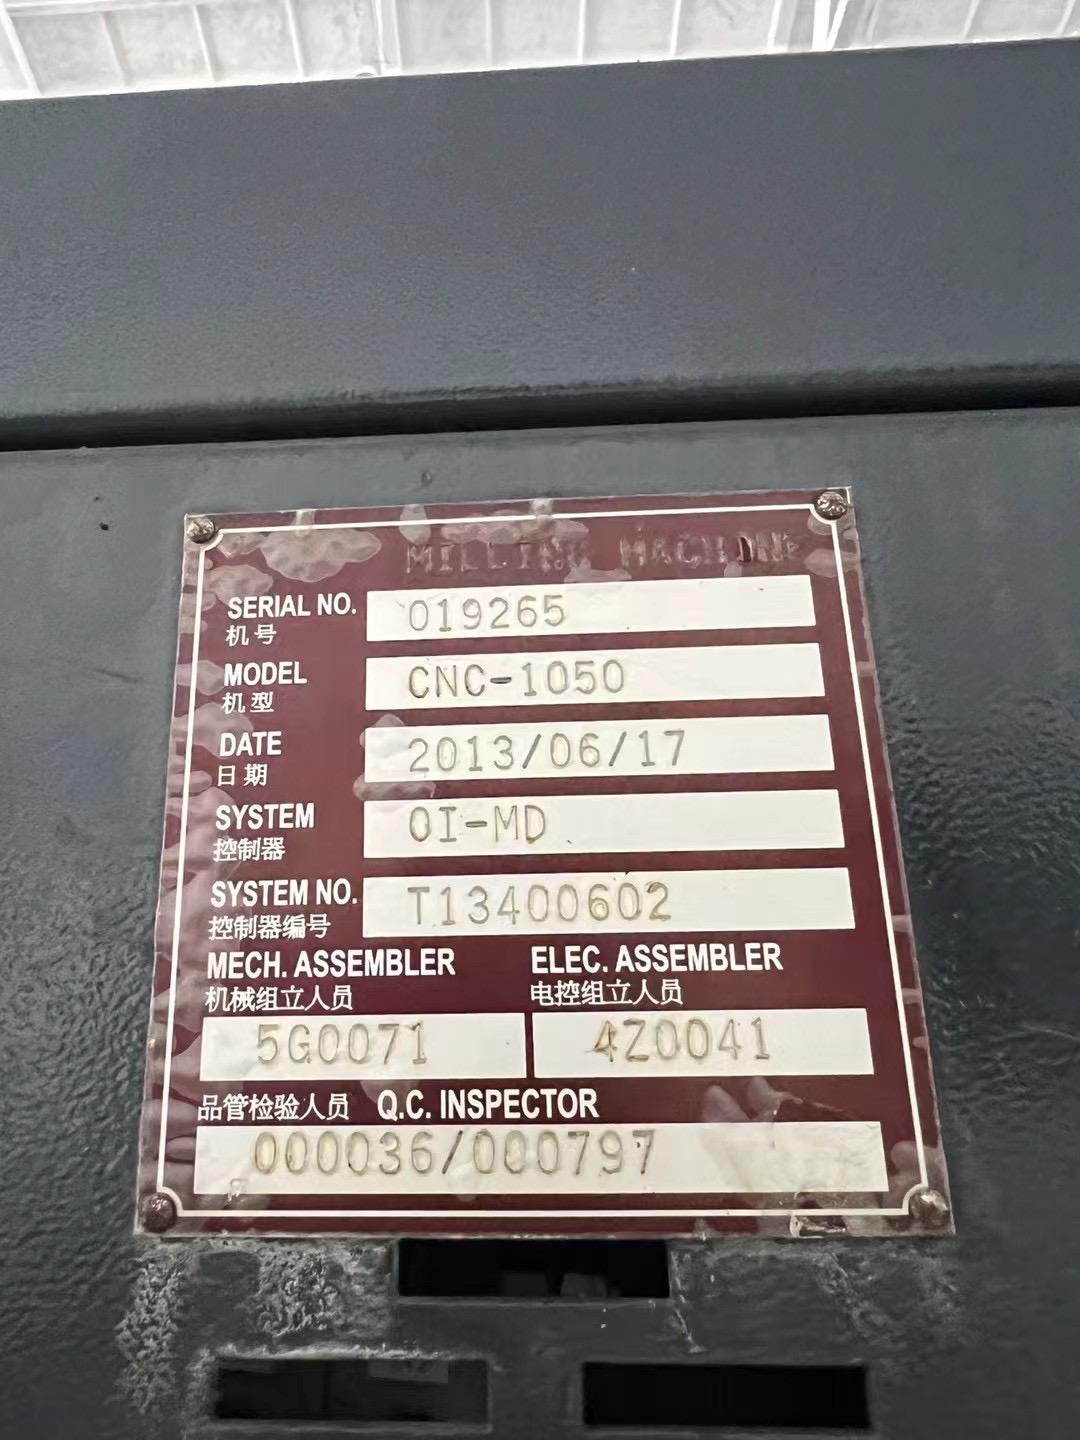 MILLING MACHINE
SERIAL NO. 019265
机号
MODEL CNC-1050
机型
DATE 2013/06/17
日期
SYSTEM OI-MD
控制器
SYSTEM NO. T13400602
控制器编号
MECH. ASSEMBLER ELEC. ASSEMBLER
机械组立人员 电控组立人员
5G0071 4Z0041
品管检验人员 Q.C. INSPECTOR
000036/000797